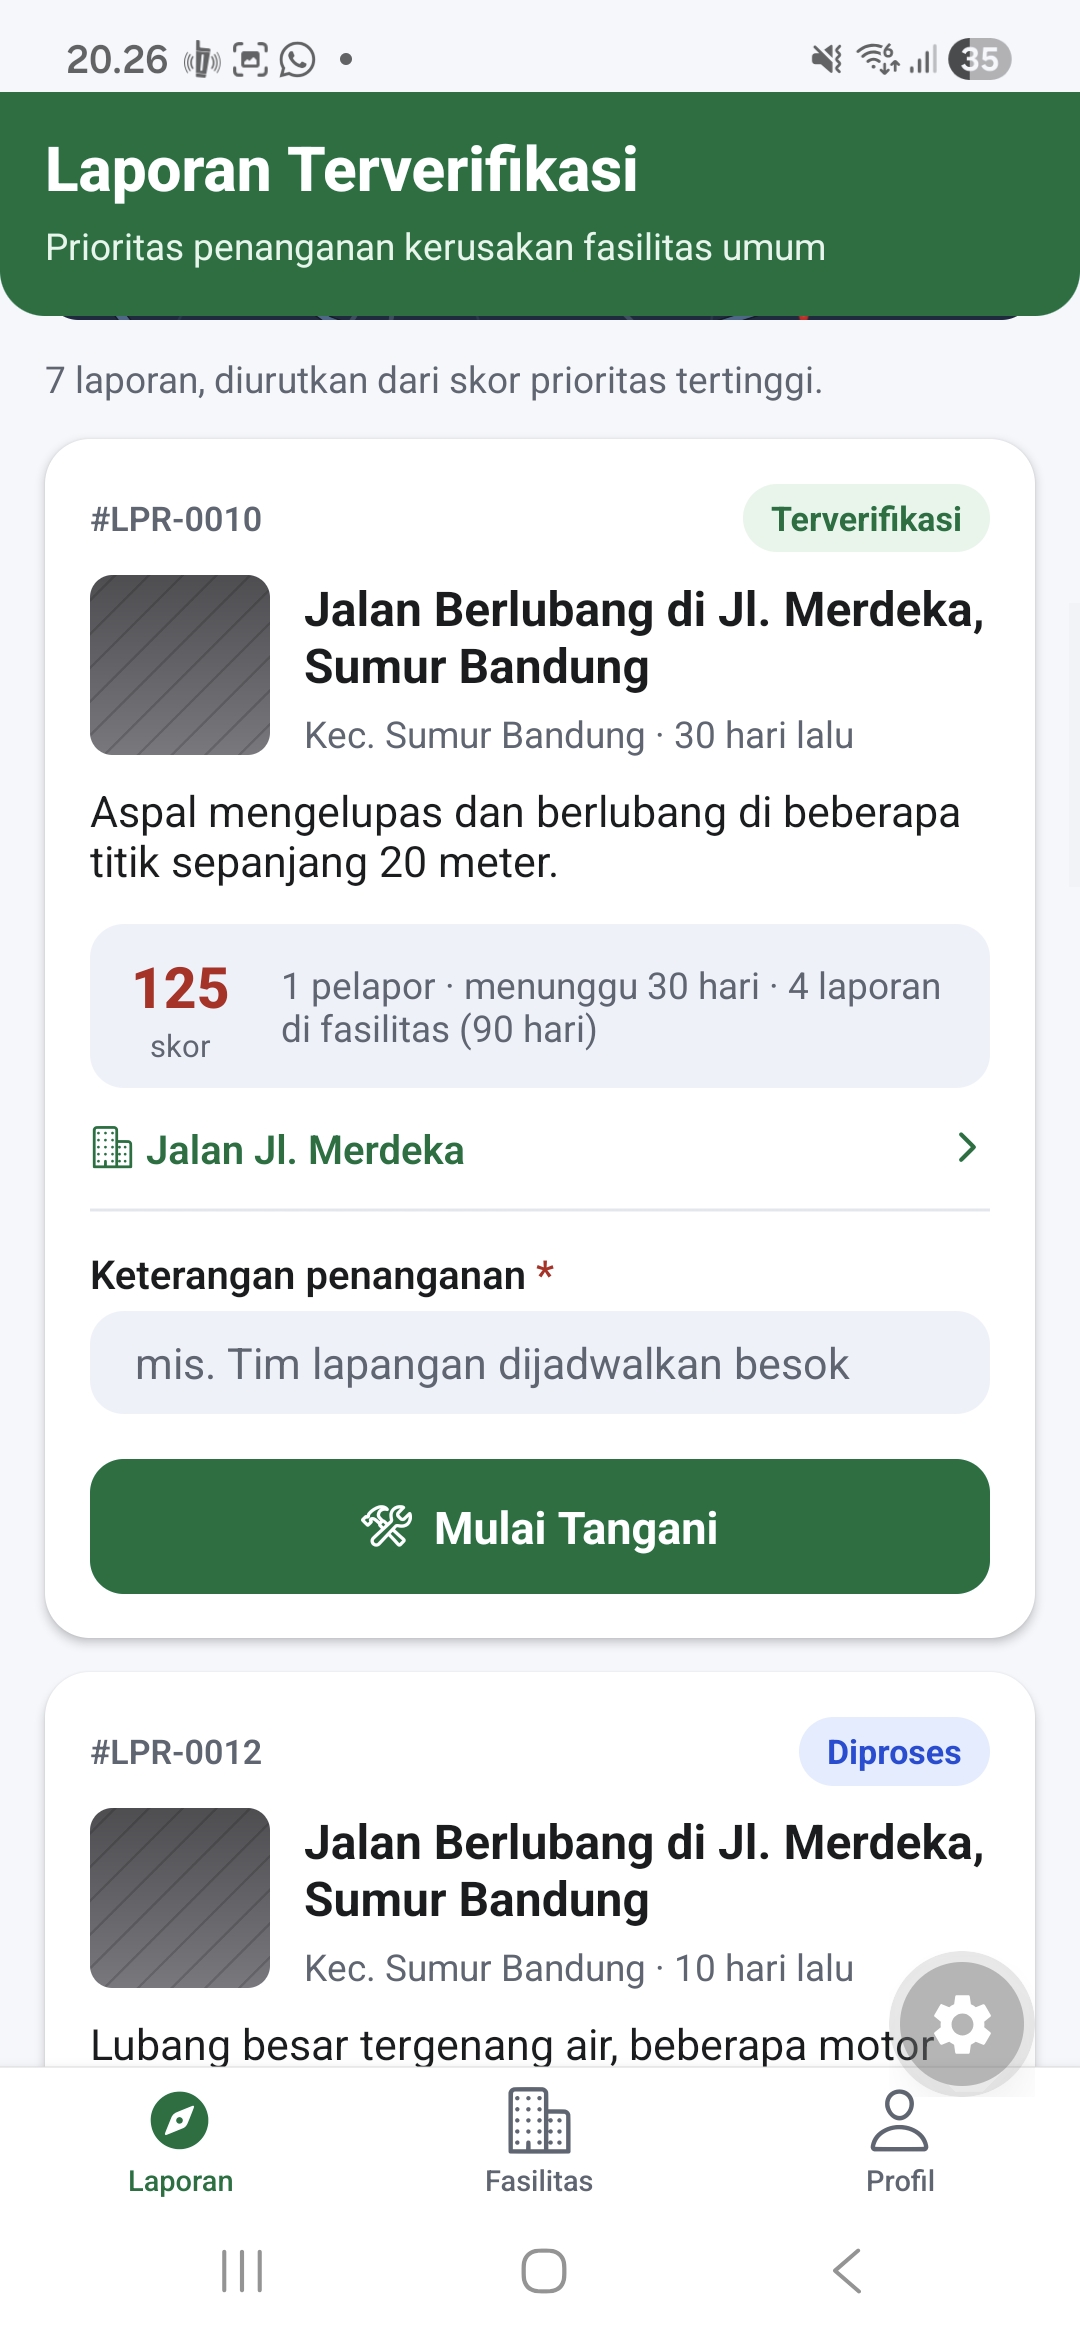 20.26
6
35
Laporan Terverifikasi
Prioritas penanganan kerusakan fasilitas umum
7 laporan, diurutkan dari skor prioritas tertinggi.
#LPR-0010
Terverifikasi
Jalan Berlubang di Jl. Merdeka,
Sumur Bandung
Kec. Sumur Bandung · 30 hari lalu
Aspal mengelupas dan berlubang di beberapa
titik sepanjang 20 meter.
125
skor
1 pelapor · menunggu 30 hari · 4 laporan
di fasilitas (90 hari)
Jalan Jl. Merdeka
Keterangan penanganan *
mis. Tim lapangan dijadwalkan besok
Mulai Tangani
#LPR-0012
Diproses
Jalan Berlubang di Jl. Merdeka,
Sumur Bandung
Kec. Sumur Bandung · 10 hari lalu
Lubang besar tergenang air, beberapa motor
Laporan
Fasilitas
Profil